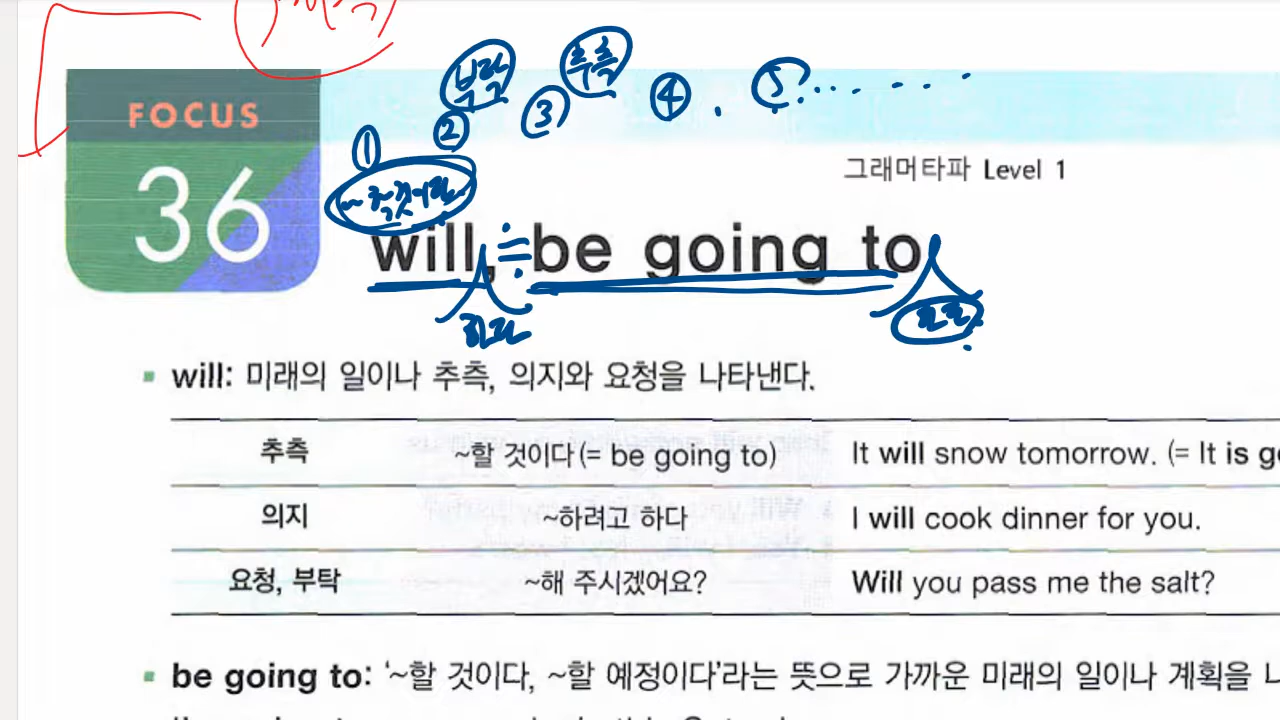 부탁 추측
① ② ③ ④ . ⑤ ........
FOCUS
36
그래머타파 Level 1
will, ≒ be going to
will: 미래의 일이나 추측, 의지와 요청을 나타낸다.
추측 ~할 것이다 (= be going to) It will snow tomorrow. (= It is g
의지 ~하려고 하다 I will cook dinner for you.
요청, 부탁 ~해 주시겠어요? Will you pass me the salt?
be going to: ‘~할 것이다, ~할 예정이다’라는 뜻으로 가까운 미래의 일이나 계획을